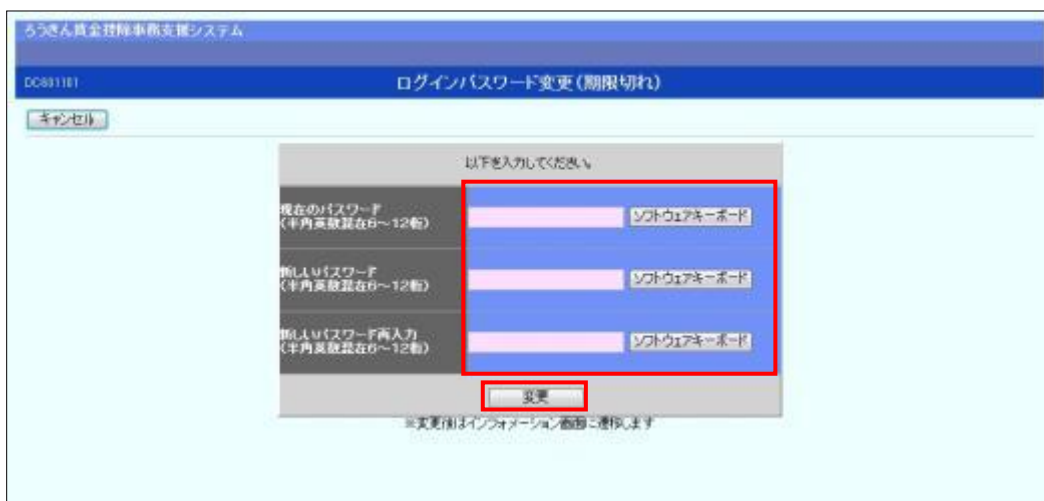 ろうきん賃金控除事務支援システム
DC881101
ログインパスワード変更(期限切れ)
キャンセル
以下を入力してください。
現在のパスワード
(半角英数混在6～12桁)
ソフトウェアキーボード
新しいパスワード
(半角英数混在6～12桁)
ソフトウェアキーボード
新しいパスワード再入力
(半角英数混在6～12桁)
ソフトウェアキーボード
変更
※変更後はインフォメーション画面に遷移します